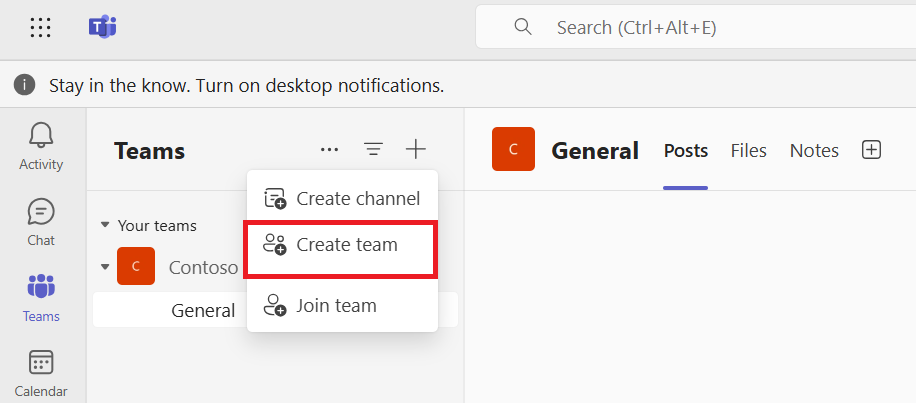 T
Search (Ctrl+Alt+E)
Stay in the know. Turn on desktop notifications.
Activity
Chat
Teams
Calendar
Teams
Create channel
Create team
Join team
Your teams
C
Contoso
General
C
General
Posts
Files
Notes